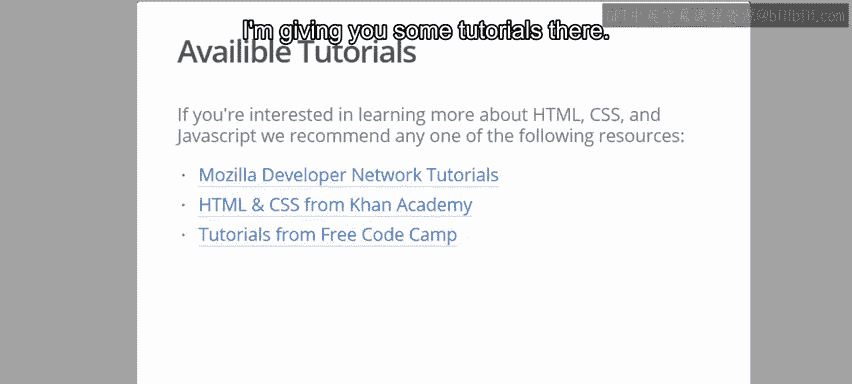 I'm giving you some tutorials there.
Availible Tutorials
If you're interested in learning more about HTML, CSS, and
Javascript we recommend any one of the following resources:
· Mozilla Developer Network Tutorials
· HTML & CSS from Khan Academy
· Tutorials from Free Code Camp